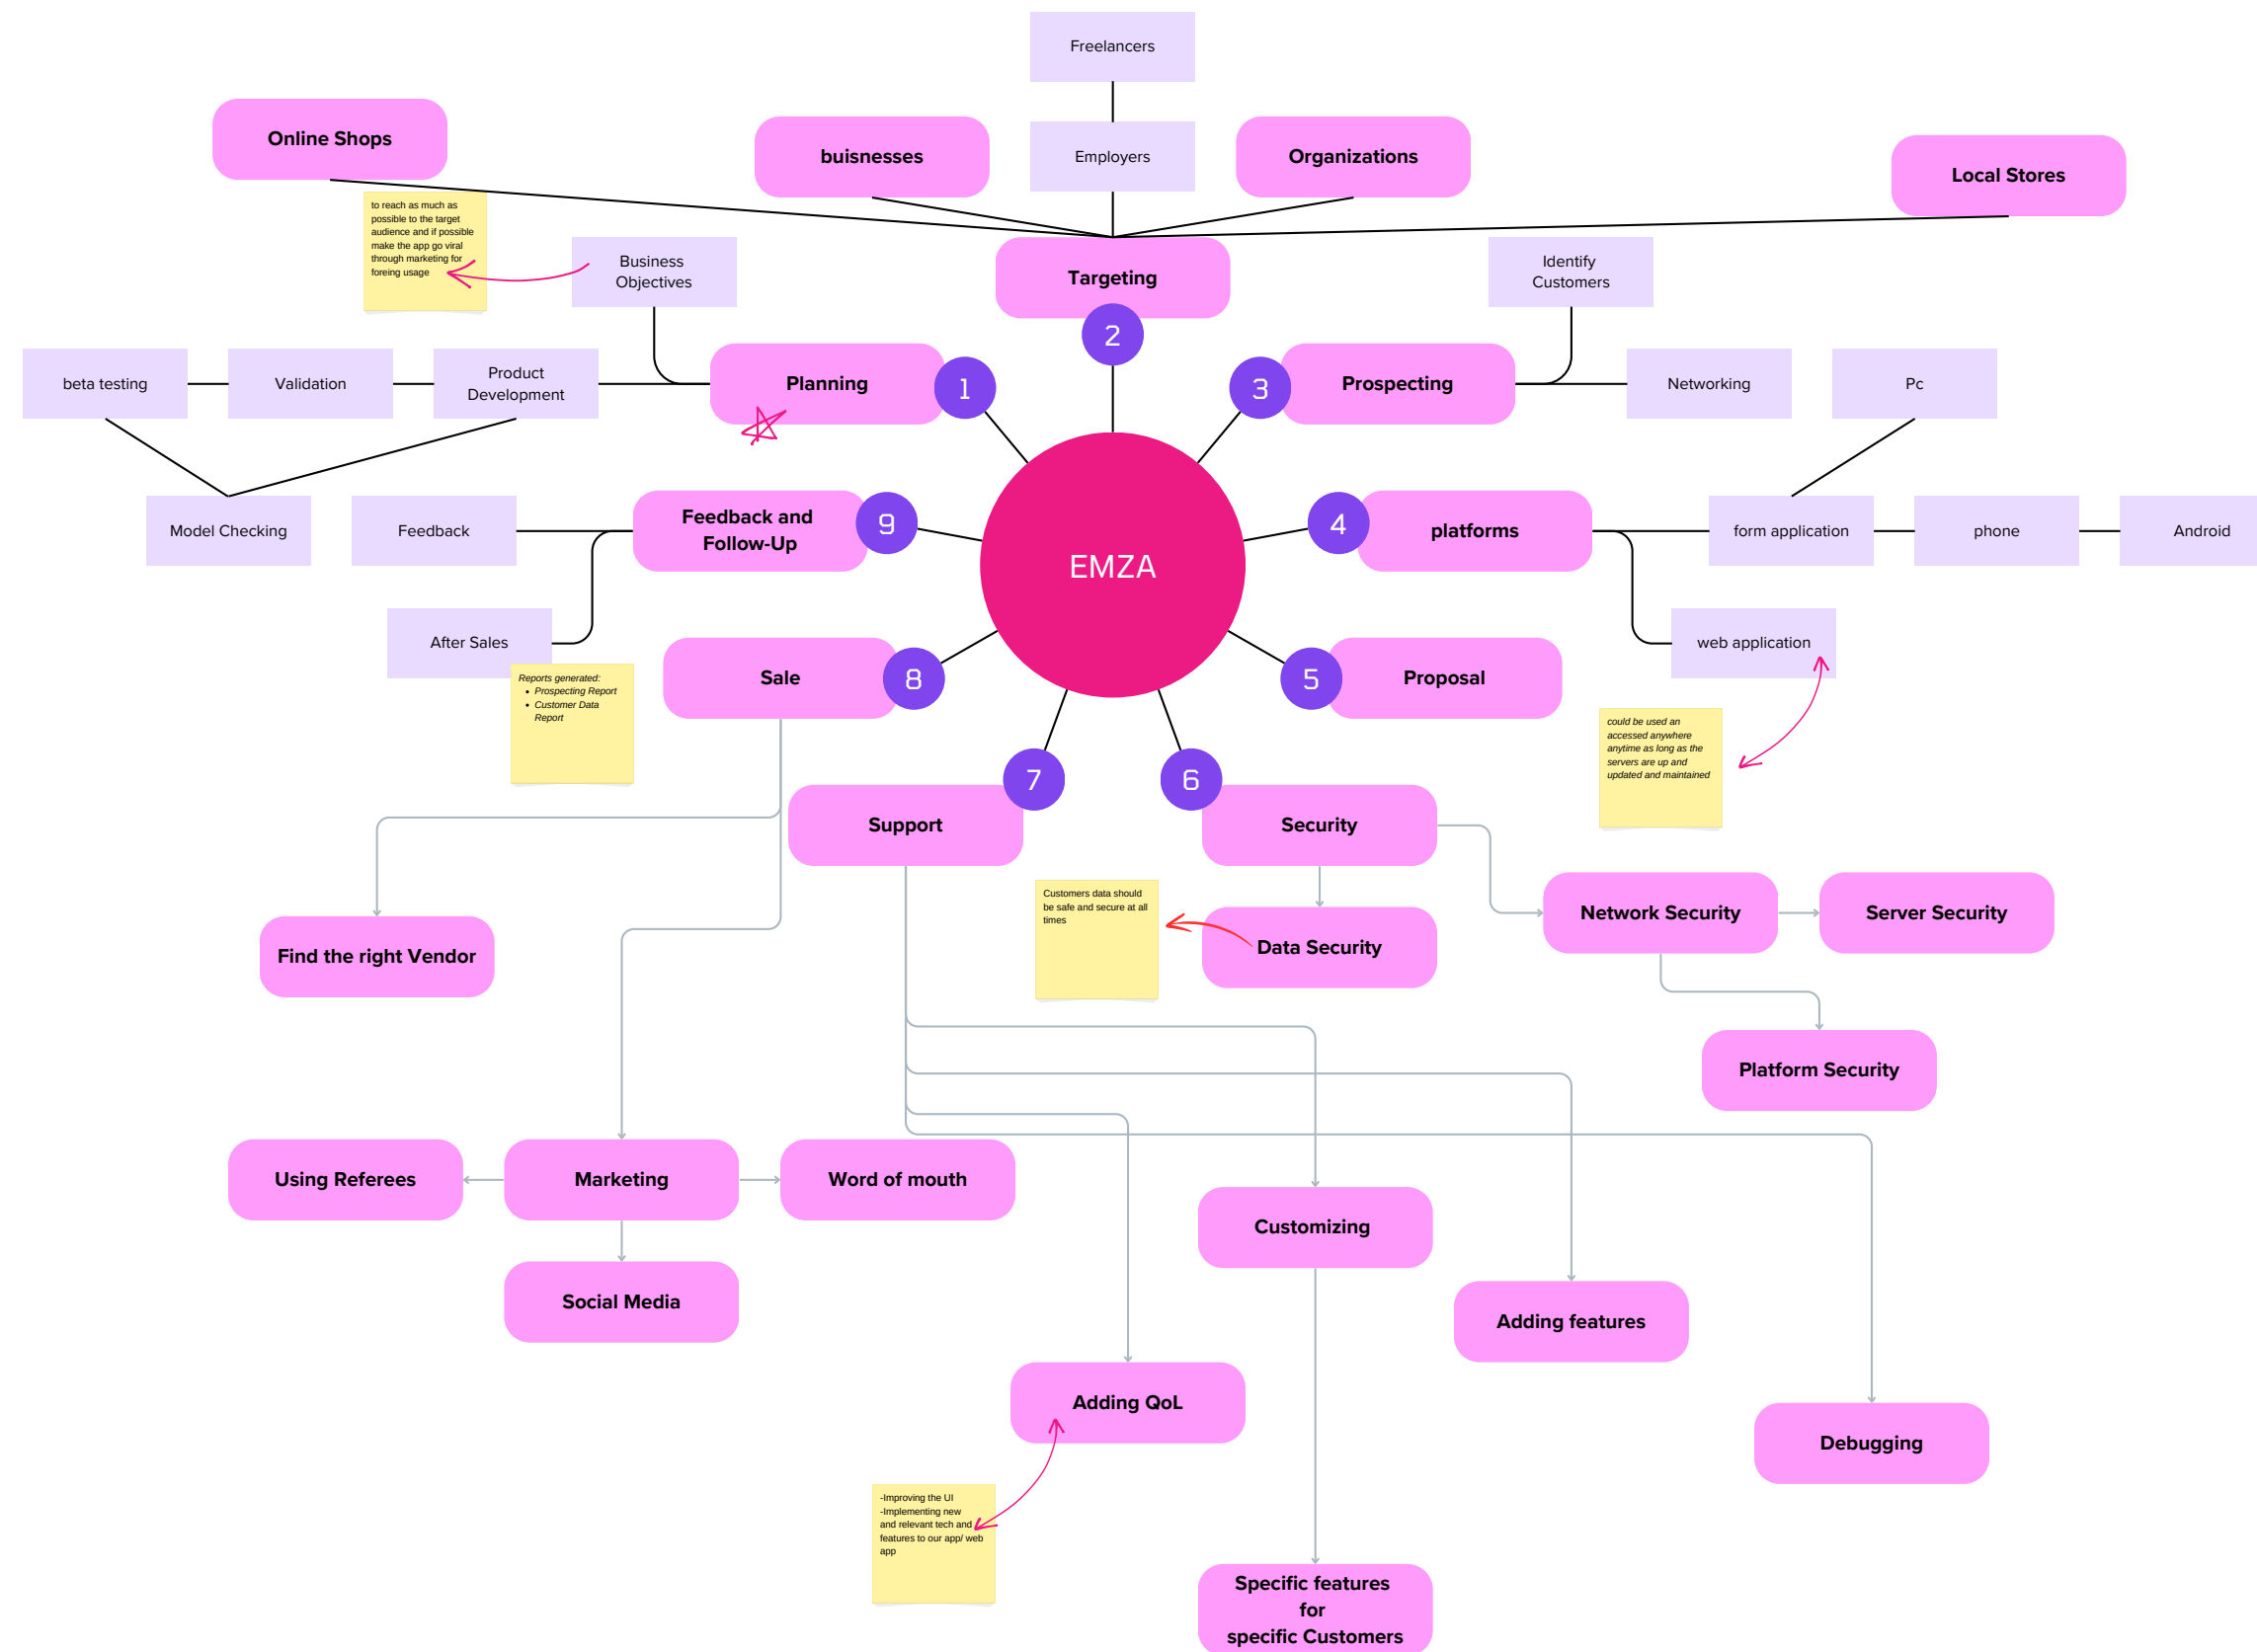 Freelancers
Online Shops
buisnesses
Employers
Organizations
Local Stores
to reach as much as
possible to the target
audience and if possible
make the app go viral
through marketing for
foreing usage
Business
Objectives
Targeting
2
Identify
Customers
beta testing
Validation
Product
Development
Planning
1
3
Prospecting
Networking
Pc
Model Checking
Feedback
Feedback and
Follow-Up
9
EMZA
4
platforms
form application
phone
Android
After Sales
web application
Reports generated:
• Prospecting Report
• Customer Data
Report
Sale
8
5
Proposal
could be used an
accessed anywhere
anytime as long as the
servers are up and
updated and maintained
7
6
Support
Security
Customers data should
be safe and secure at all
times
Find the right Vendor
Data Security
Network Security
Server Security
Platform Security
Using Referees
Marketing
Word of mouth
Customizing
Social Media
Adding features
Adding QoL
Debugging
-Improving the UI
-Implementing new
and relevant tech and
features to our app/ web
app
Specific features
for
specific Customers